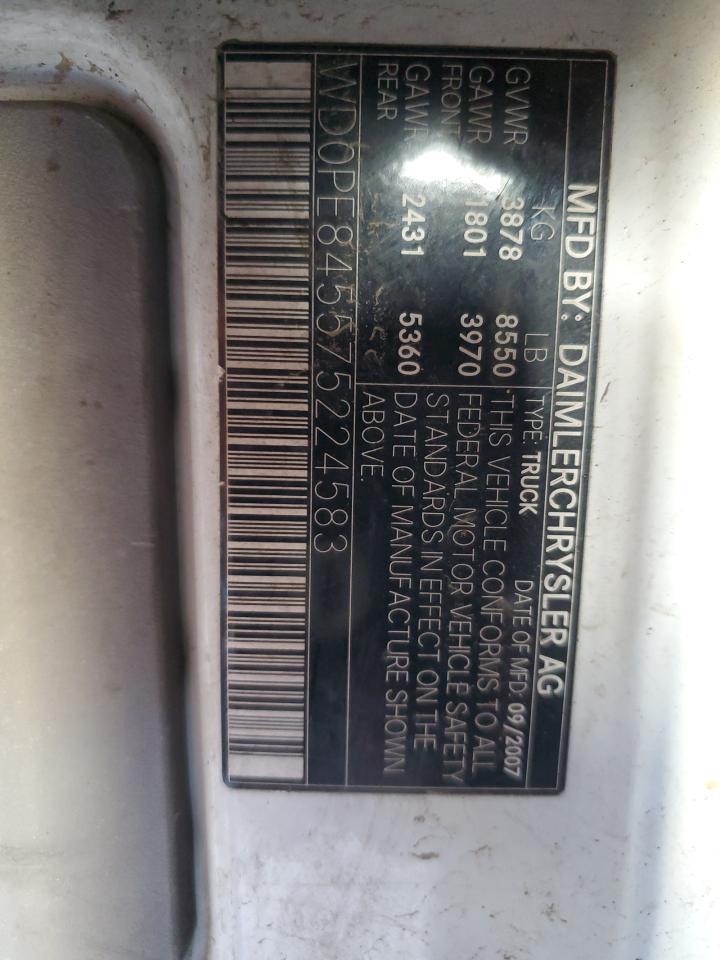 MFD BY: DAIMLERCHRYSLER AG
KG LB TYPE: TRUCK DATE OF MFD: 09/2007
GVWR 3878 8550 THIS VEHICLE CONFORMS TO ALL
GAWR FRONT 1801 3970 FEDERAL MOTOR VEHICLE SAFETY
STANDARDS IN EFFECT ON THE
GAWR REAR 2431 5360 DATE OF MANUFACTURE SHOWN
ABOVE.
WD0PE845575224583